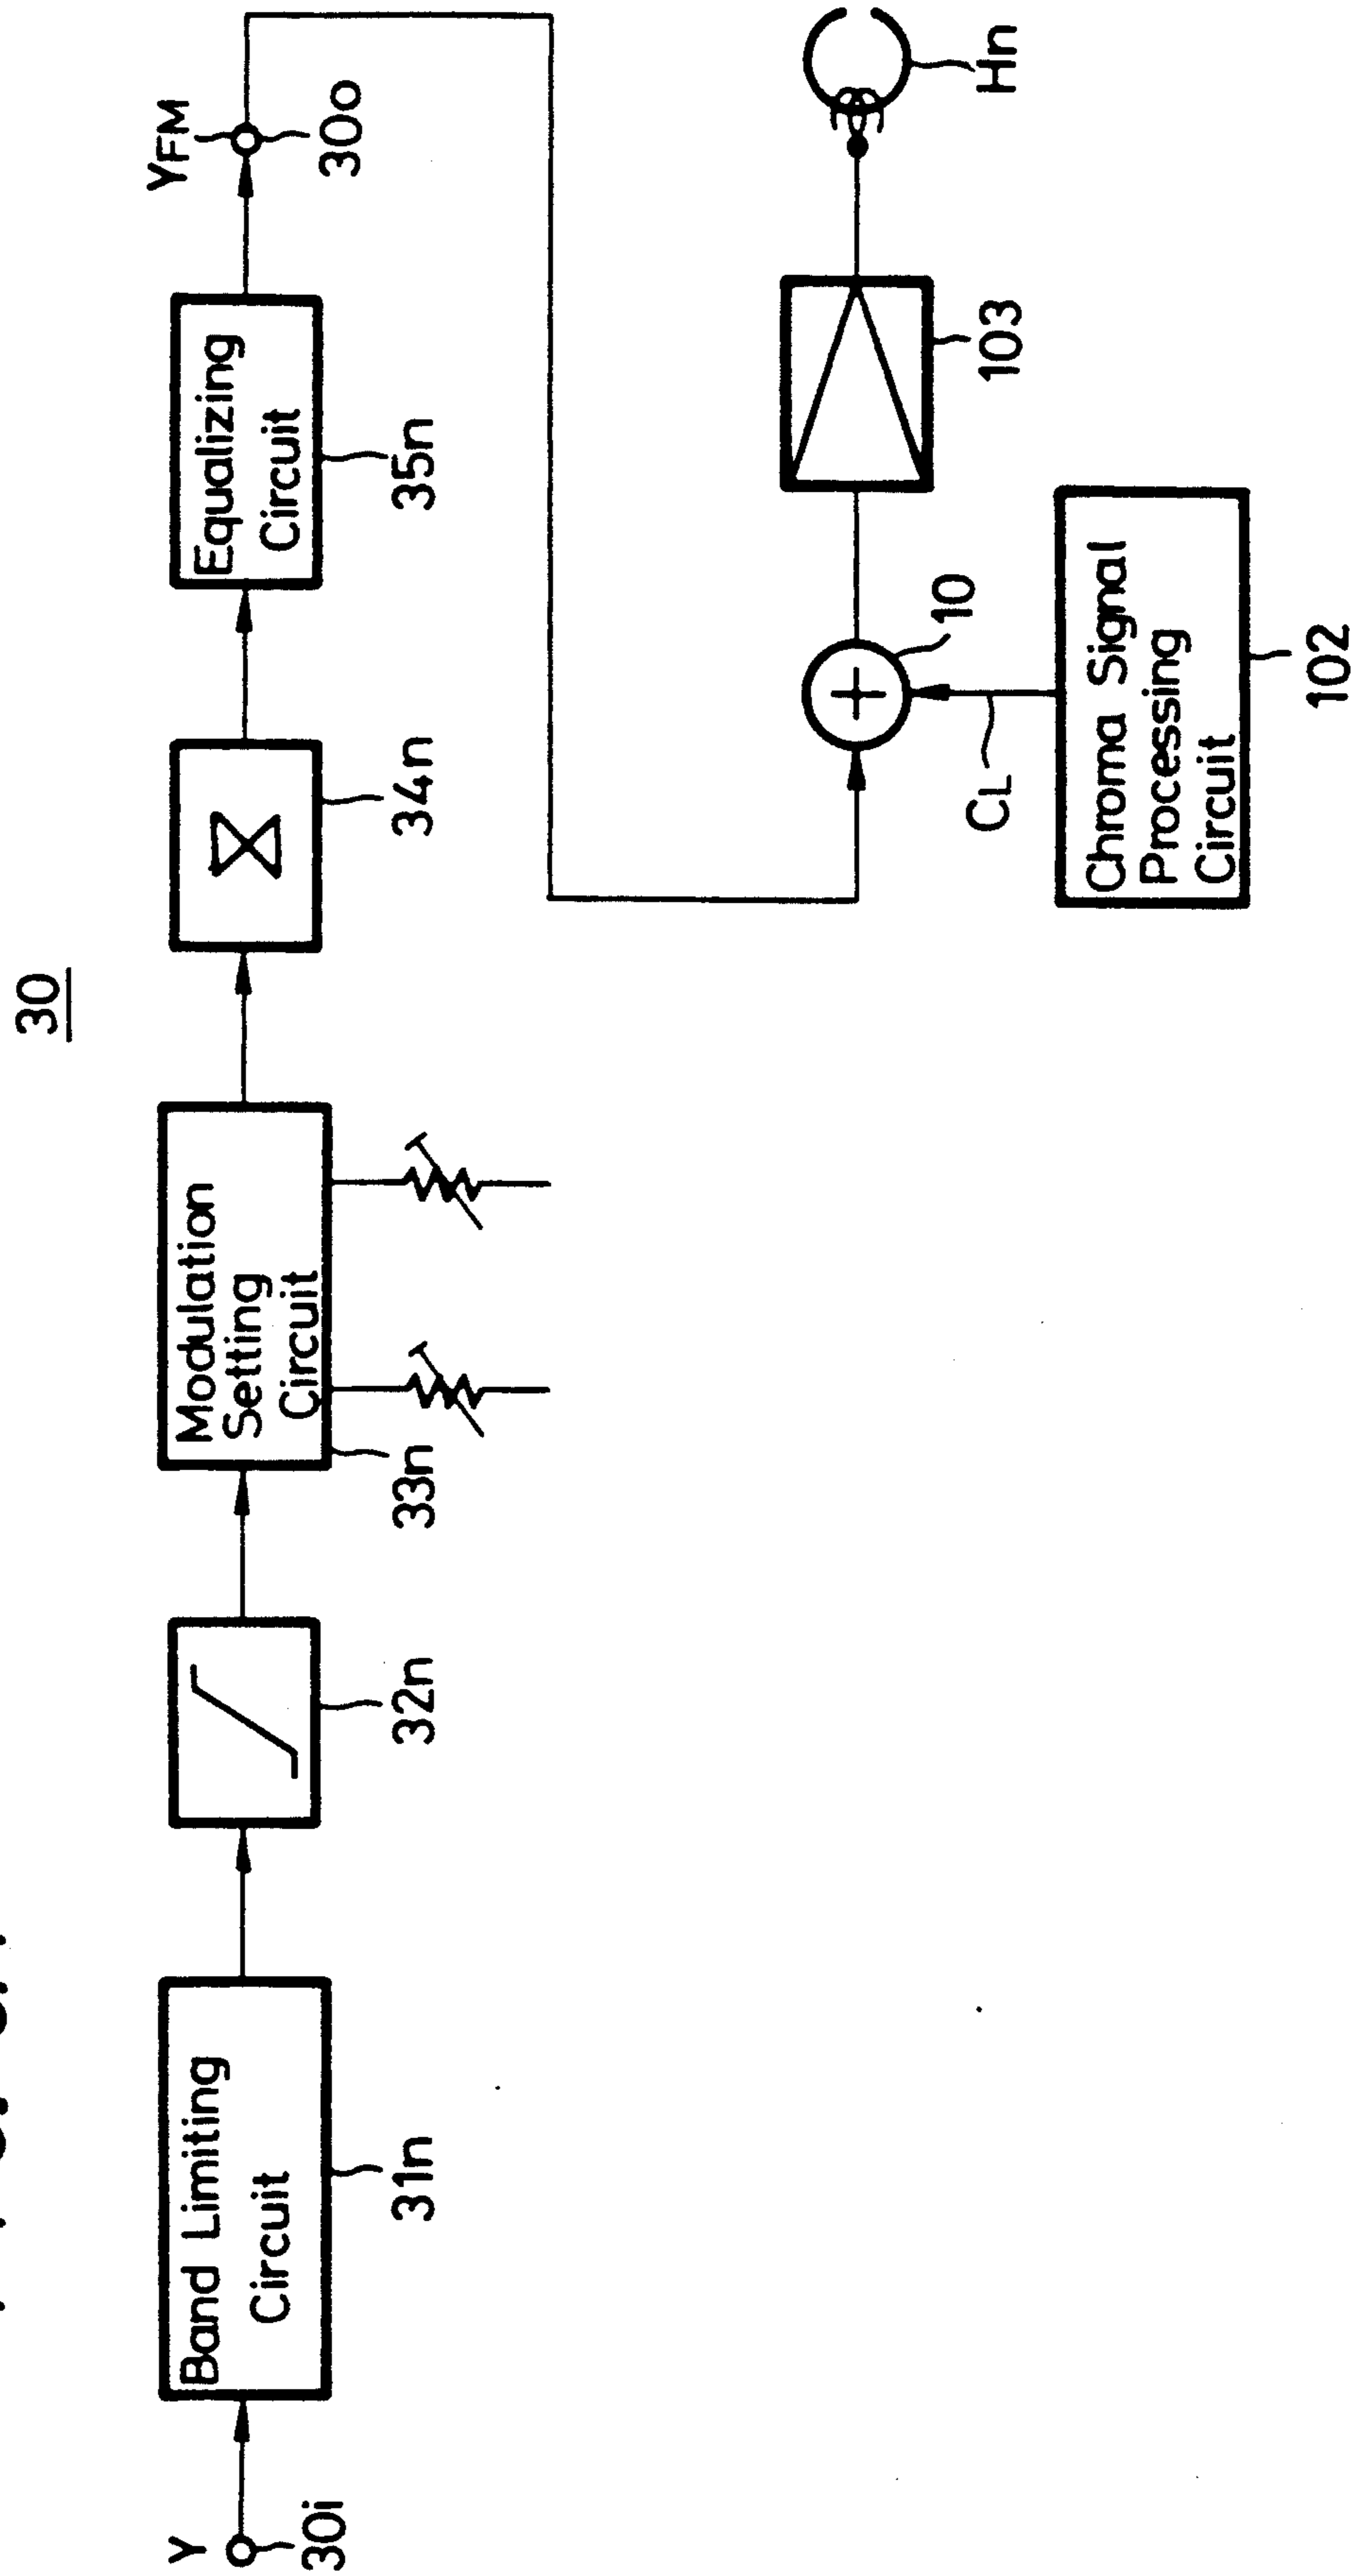 30
Y
30i
Band Limiting
Circuit
31n
32n
Modulation
Setting
Circuit
33n
34n
Equalizing
Circuit
35n
YFM
30o
10
CL
Chroma Signal
Processing
Circuit
102
103
Hn